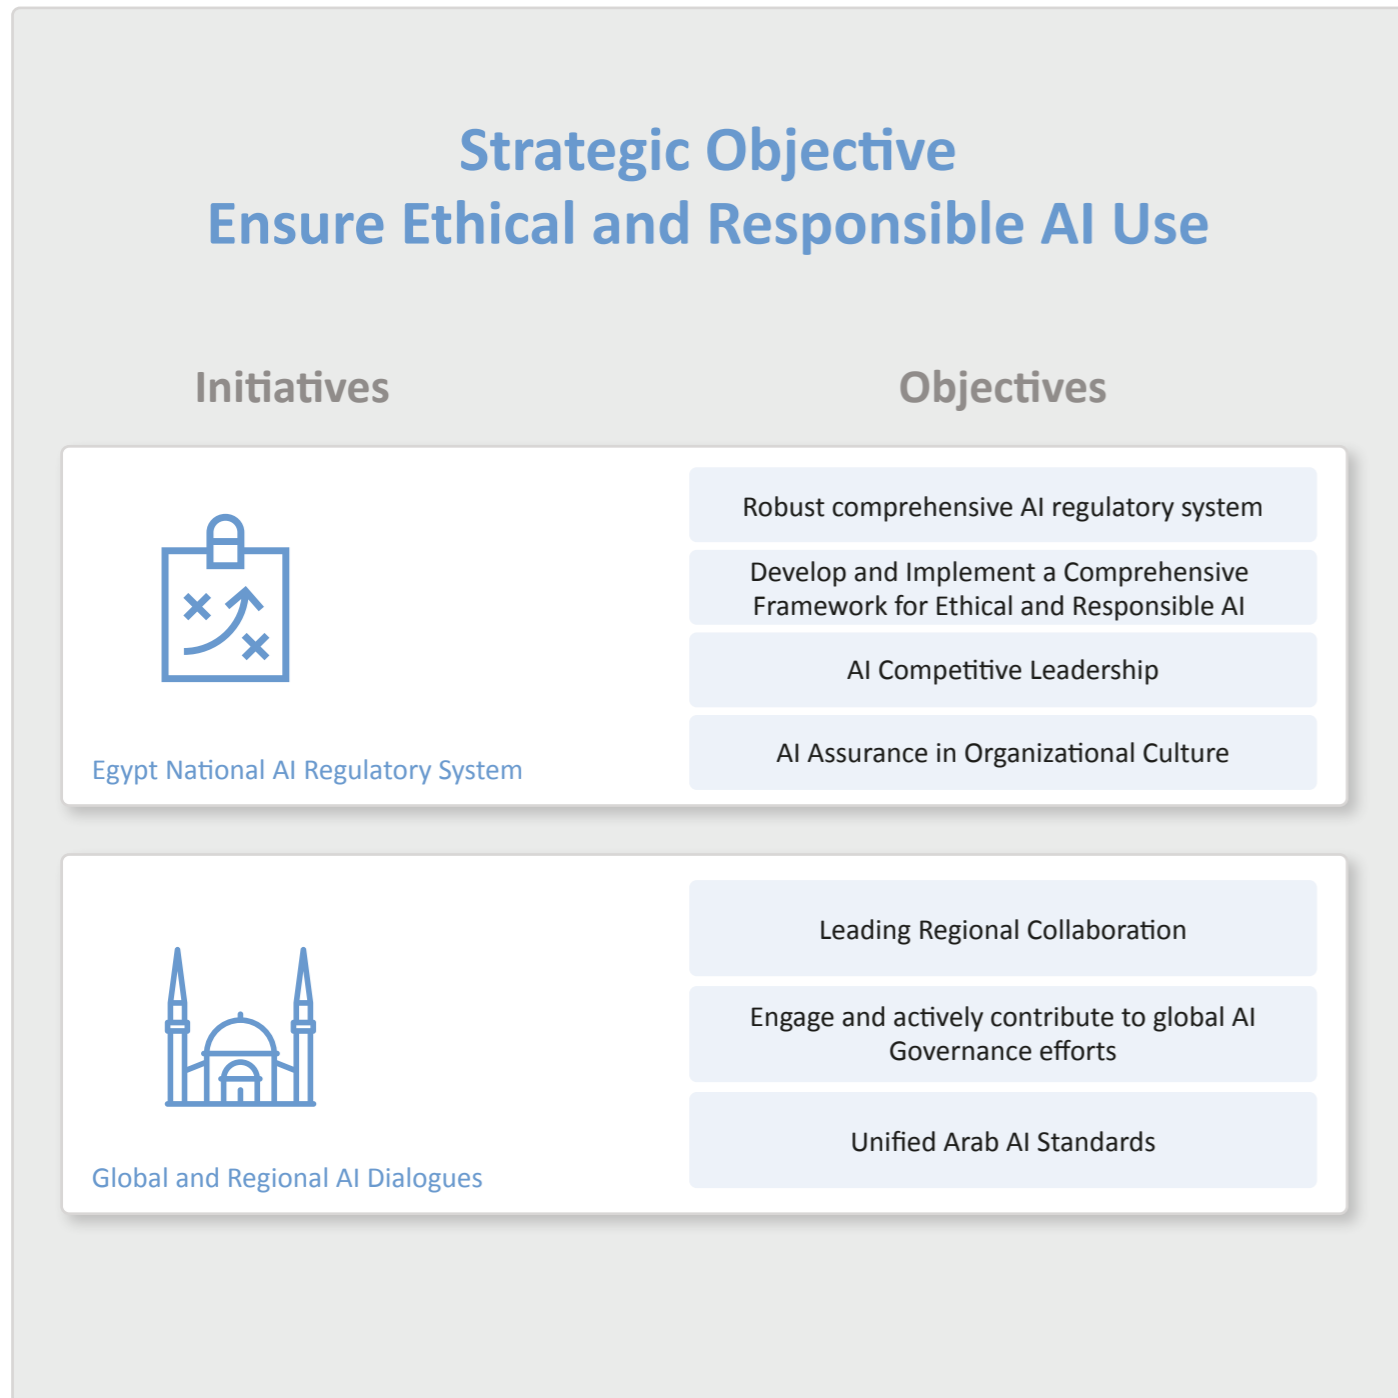 Strategic Objective
Ensure Ethical and Responsible AI Use
Initiatives
Objectives
Egypt National AI Regulatory System
Robust comprehensive AI regulatory system
Develop and Implement a Comprehensive
Framework for Ethical and Responsible AI
AI Competitive Leadership
AI Assurance in Organizational Culture
Global and Regional AI Dialogues
Leading Regional Collaboration
Engage and actively contribute to global AI
Governance efforts
Unified Arab AI Standards